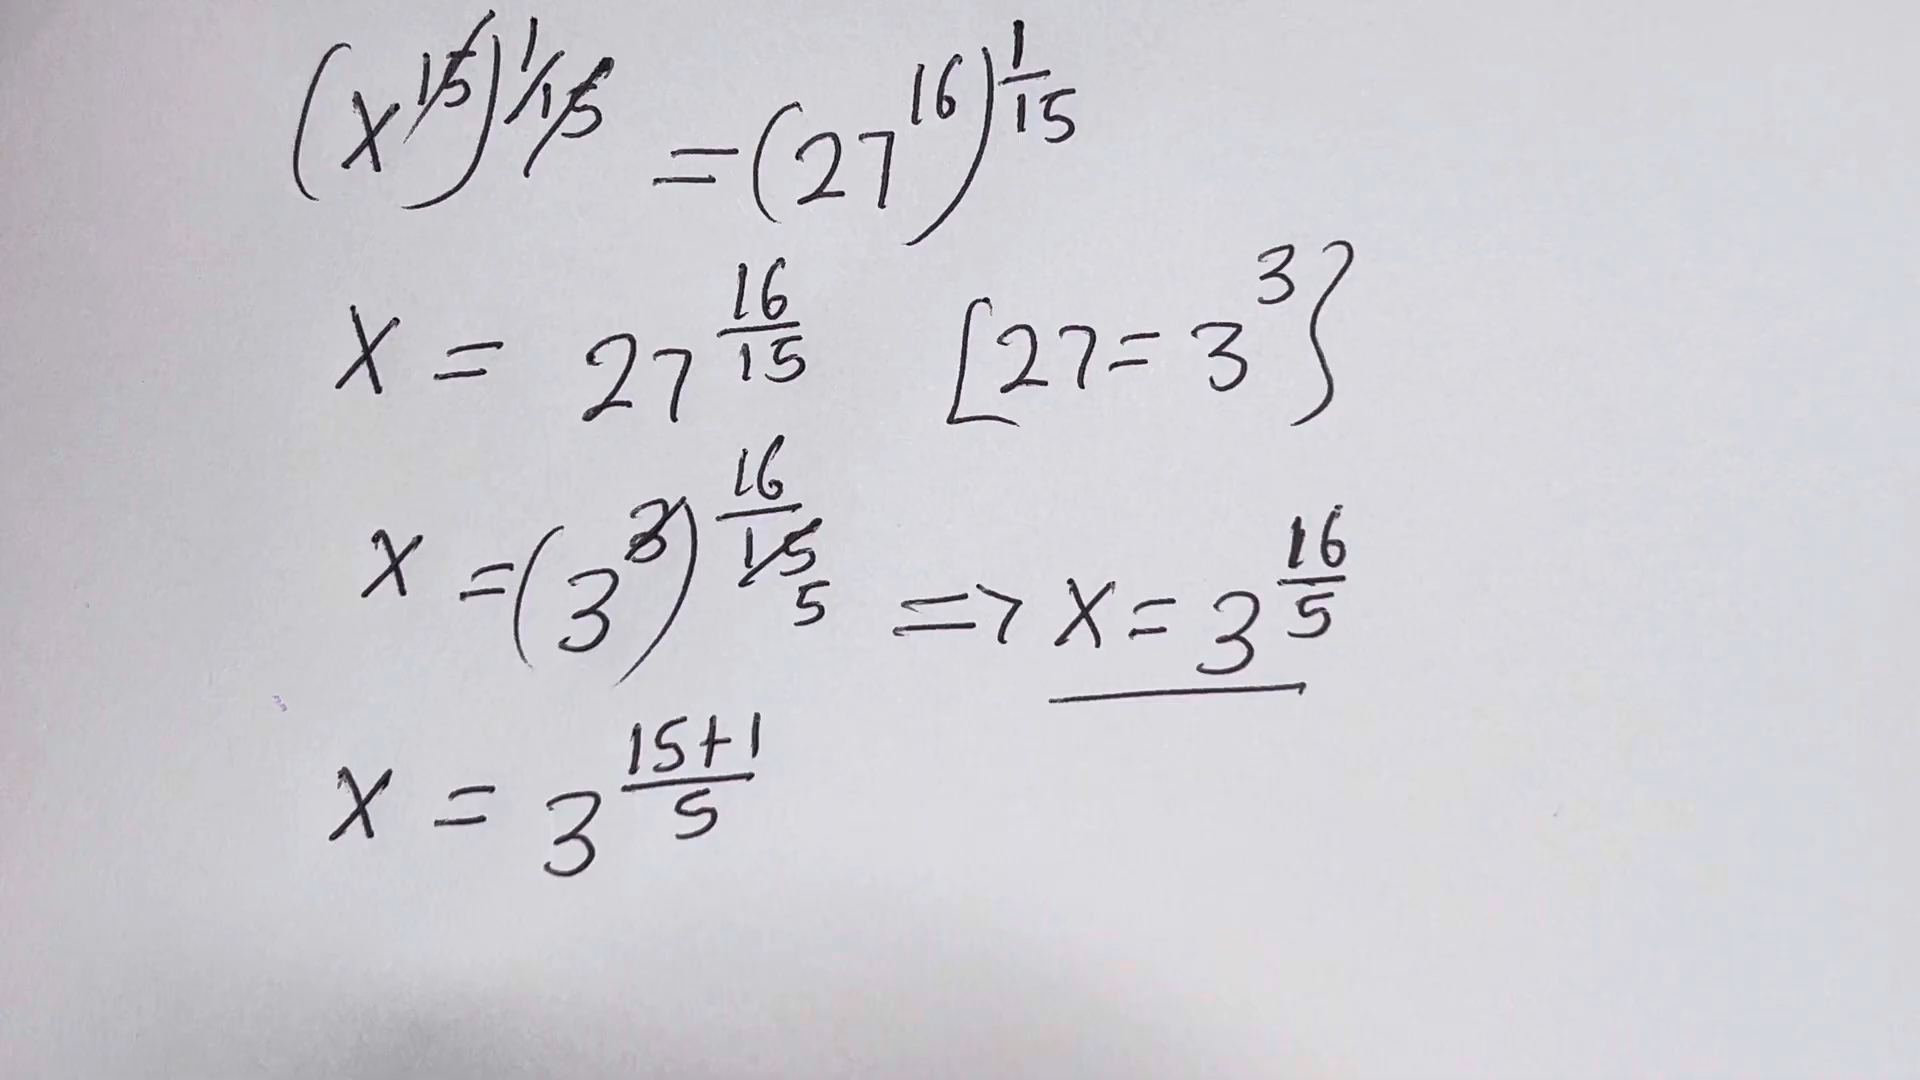 (x^15)^1/15 = (27^16)^1/15
x = 27^16/15 [27 = 3^3}
x = (3^3)^16/15 5 => x = 3^16/5
x = 3^(15+1)/5